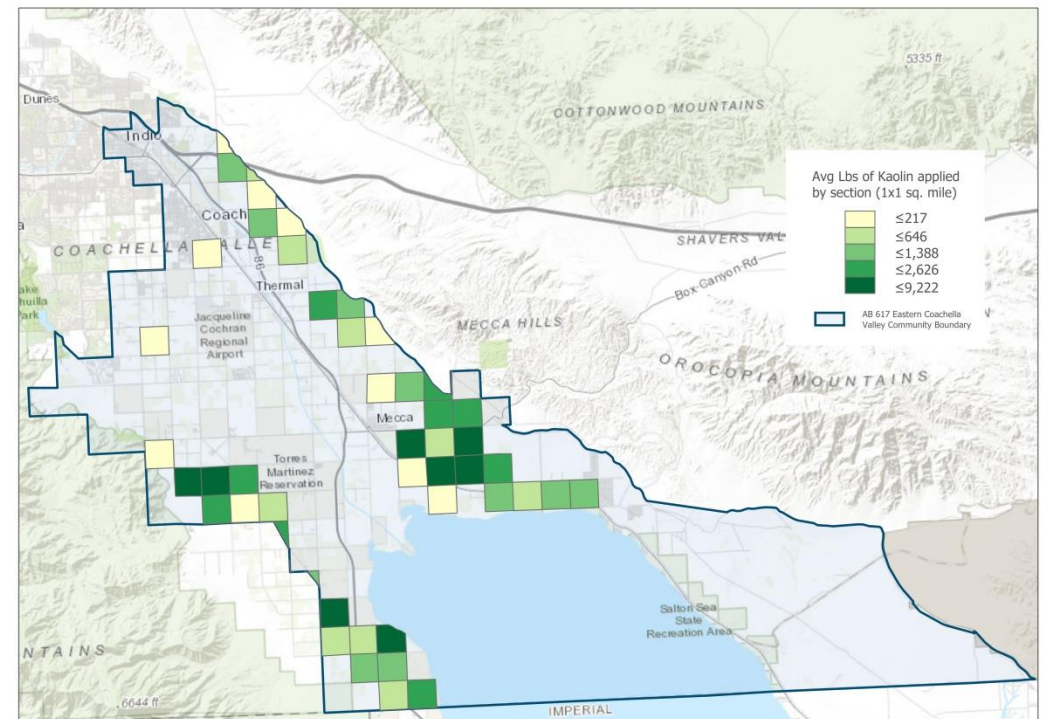 5335 ft
Dunes
COTTONWOOD MOUNTAINS
Indio
Avg Lbs of Kaolin applied
by section (1x1 sq. mile)
≤217
≤646
≤1,388
≤2,626
≤9,222
AB 617 Eastern Coachella
Valley Community Boundary
Coach
a
COACHELLA VALLE
SHAVERS VAL
N
86
Box Canyon Rd
Thermal
ake
huilla
Park
Jacqueline
Cochran
Regional
Airport
MECCA HILLS
OROCOPIA MOUNTAINS
Mecca
Torres
Martinez
Reservation
Salton Sea
State
Recreation Area
NTAINS
6644 ft
IMPERIAL